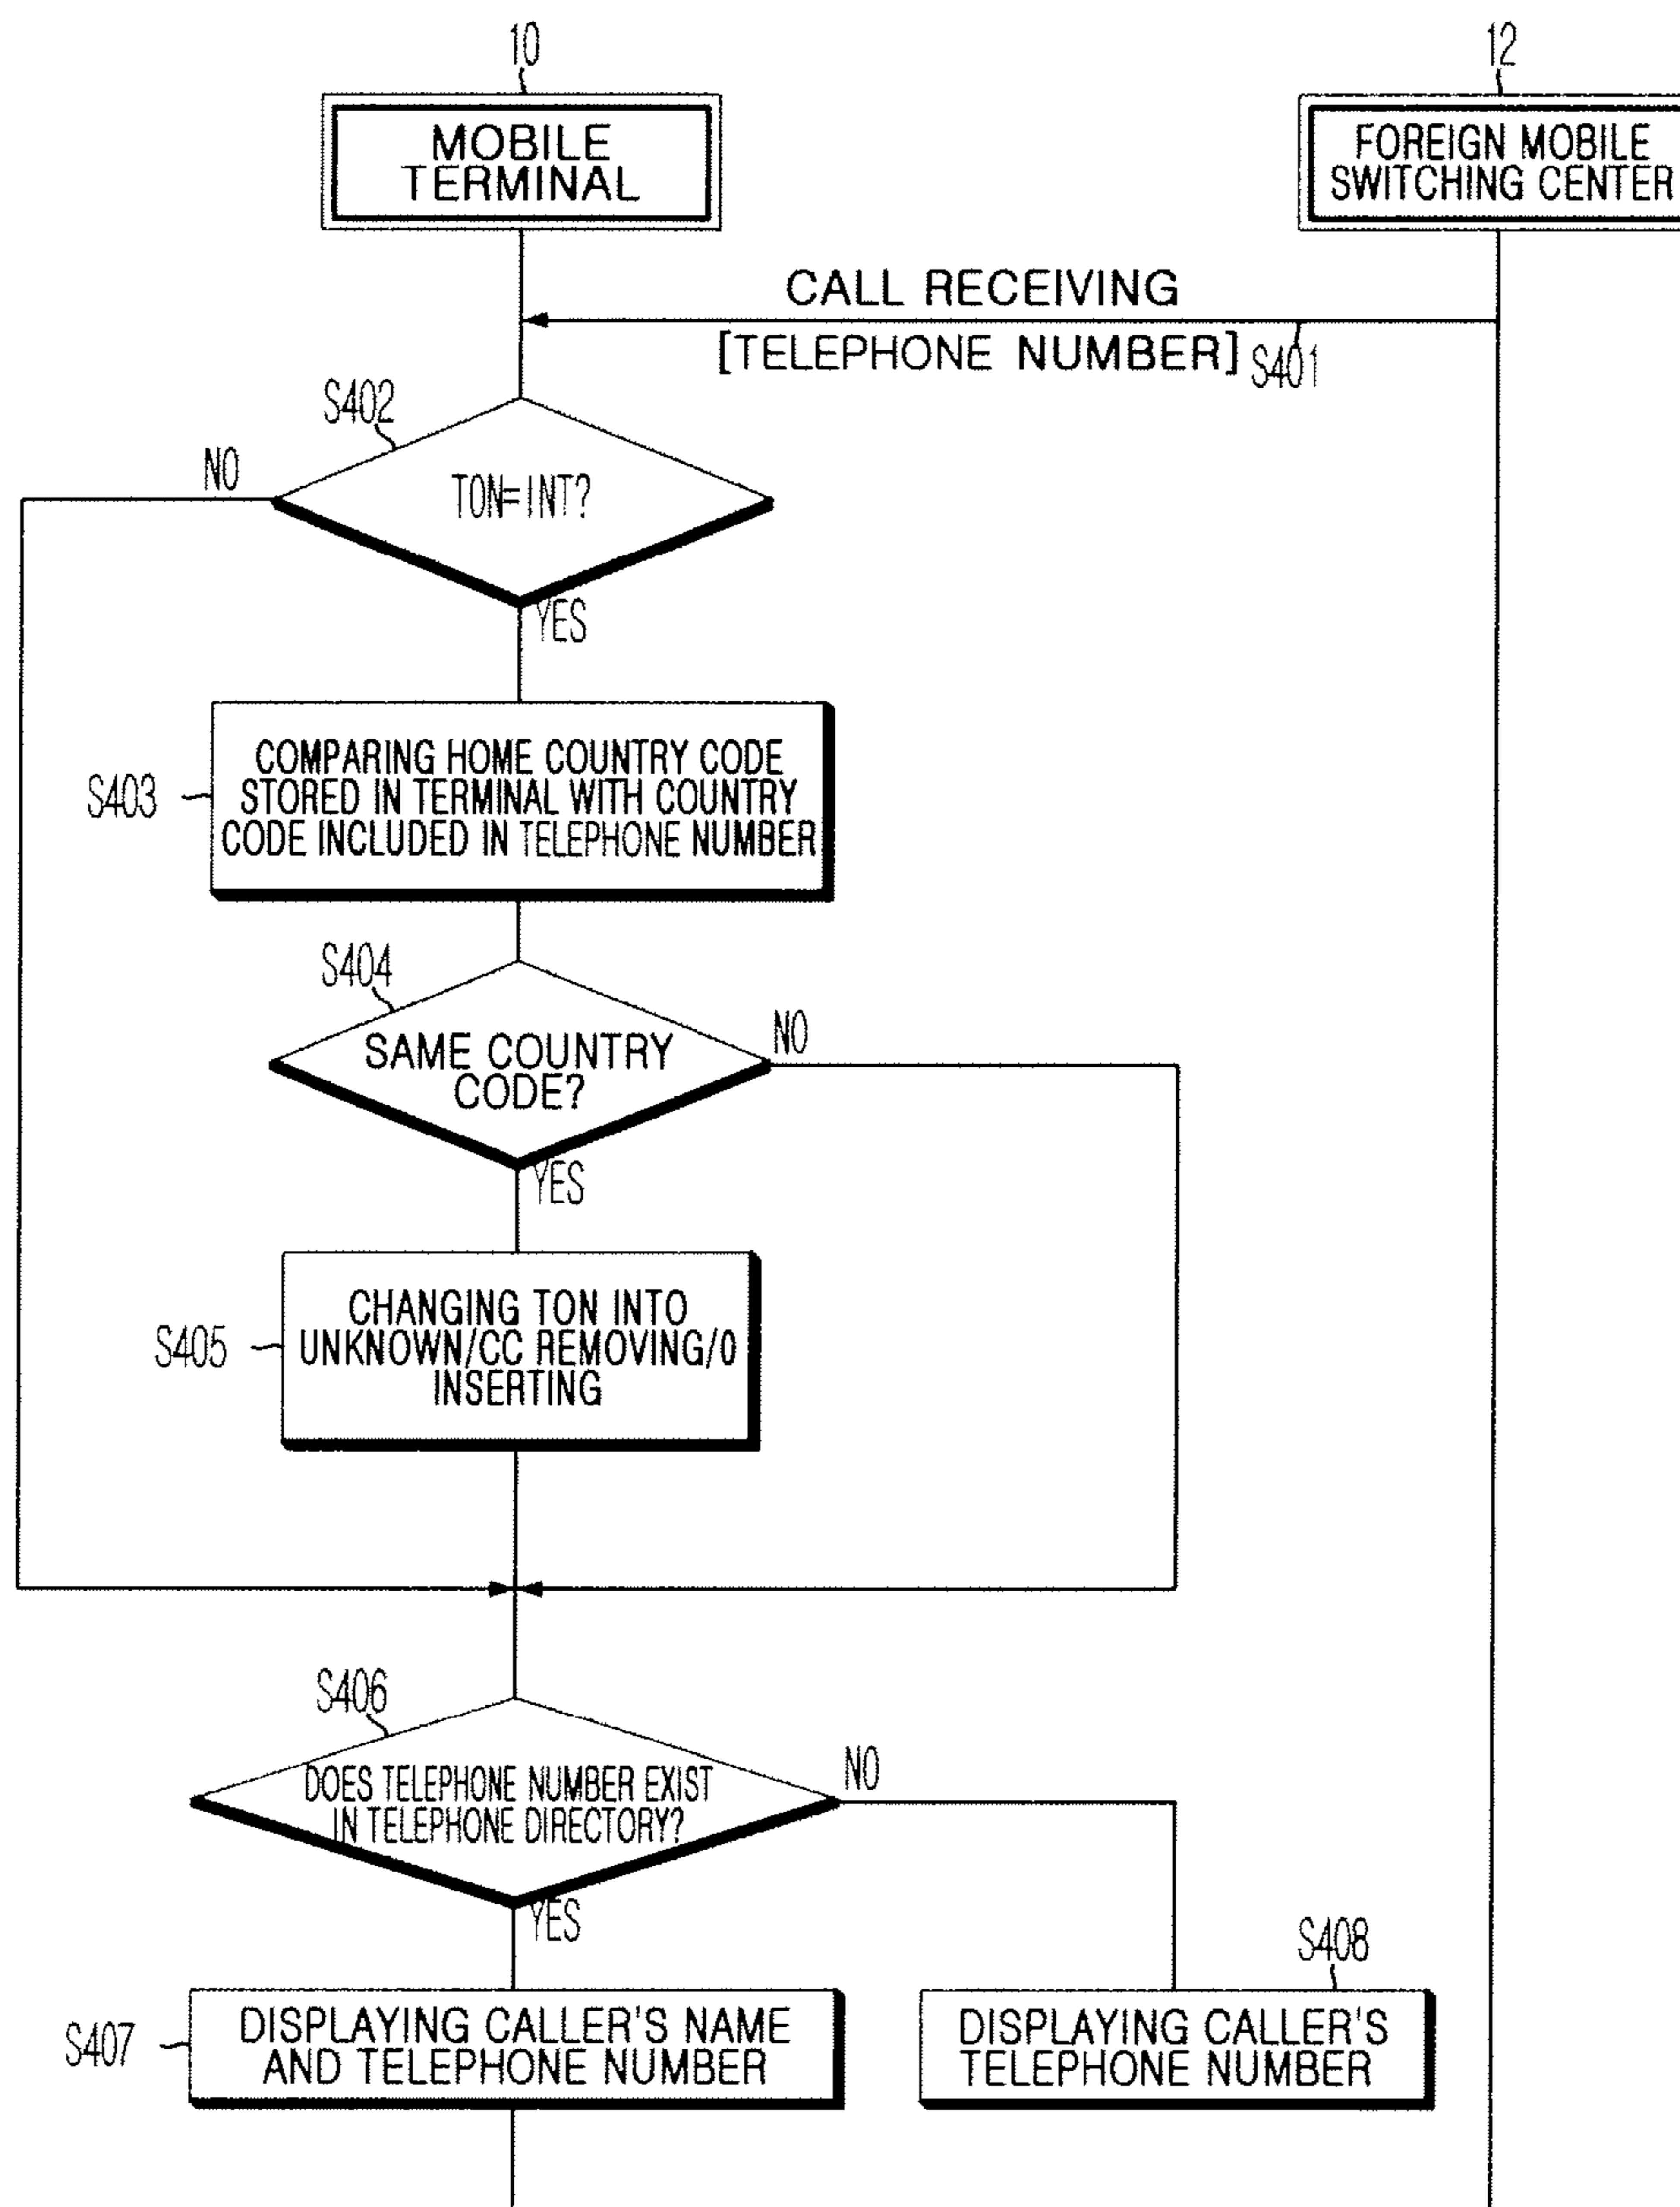 10
12
MOBILE
TERMINAL
FOREIGN MOBILE
SWITCHING CENTER
CALL RECEIVING
[TELEPHONE NUMBER]
S401
S402
NO
TON=INT?
YES
S403
COMPARING HOME COUNTRY CODE
STORED IN TERMINAL WITH COUNTRY
CODE INCLUDED IN TELEPHONE NUMBER
S404
NO
SAME COUNTRY
CODE?
YES
S405
CHANGING TON INTO
UNKNOWN/CC REMOVING/0
INSERTING
S406
NO
DOES TELEPHONE NUMBER EXIST
IN TELEPHONE DIRECTORY?
YES
S408
S407
DISPLAYING CALLER'S NAME
AND TELEPHONE NUMBER
DISPLAYING CALLER'S
TELEPHONE NUMBER